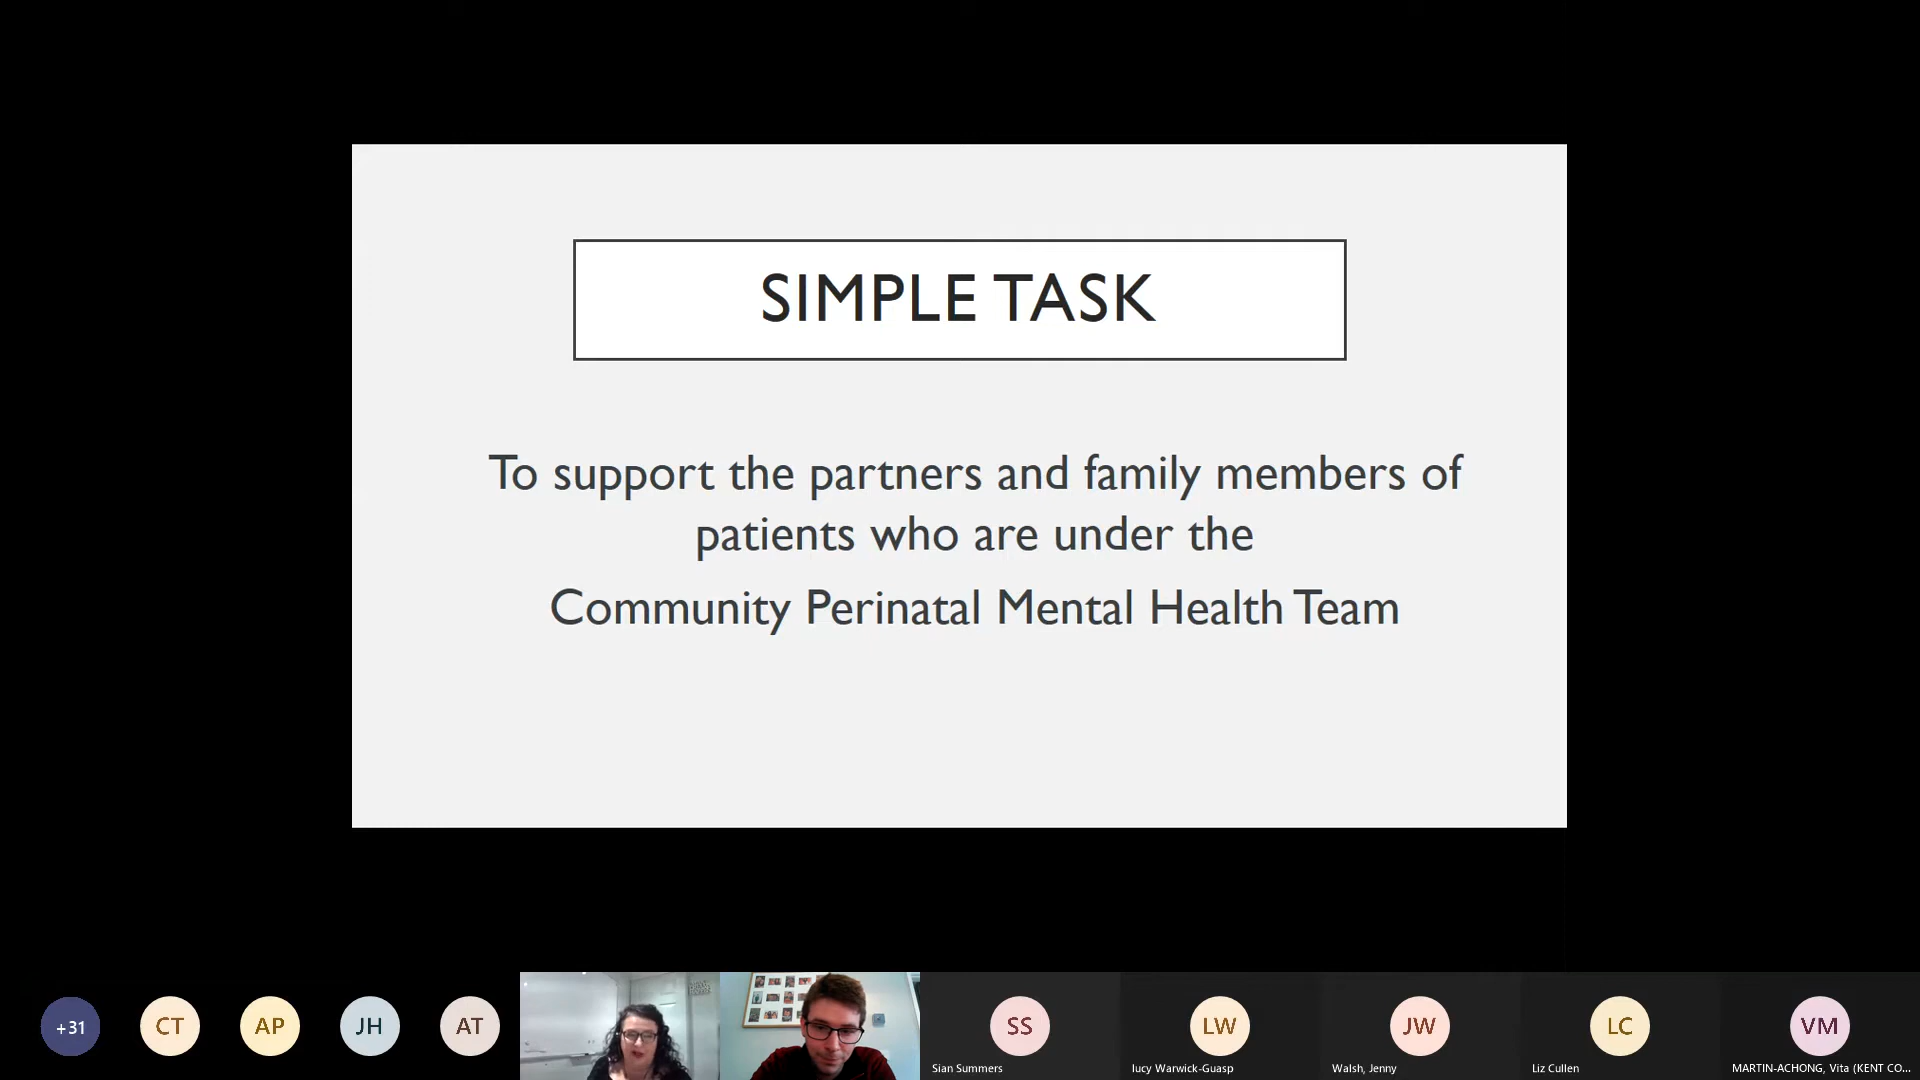 SIMPLE TASK
To support the partners and family members of
patients who are under the
Community Perinatal Mental Health Team
+31
CT
AP
JH
AT
SS
LW
JW
LC
VM
Sian Summers
lucy Warwick-Guasp
Walsh, Jenny
Liz Cullen
MARTIN-ACHONG, Vita (KENT CO...